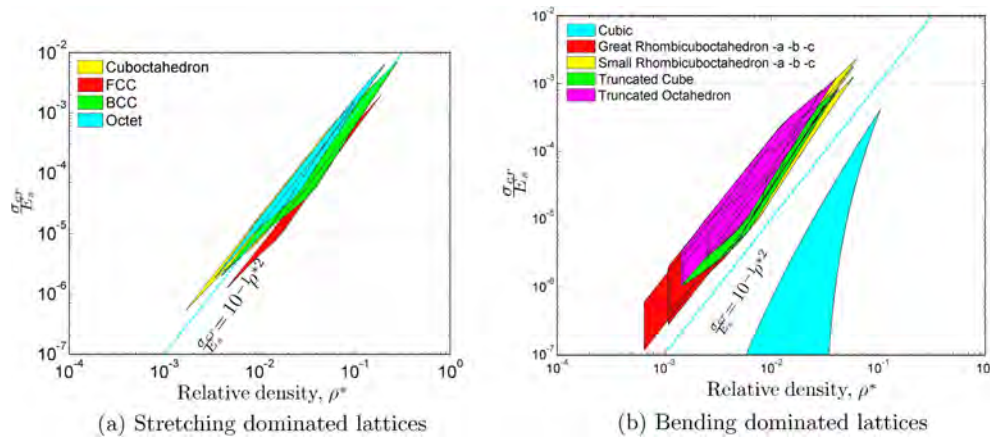 10⁻²
10⁻³
10⁻⁴
10⁻⁵
10⁻⁶
10⁻⁷
σcr/Es
Cuboctahedron
FCC
BCC
Octet
σcr/Es = 10⁻¹ρ*²
10⁻⁴
10⁻³
10⁻²
10⁻¹
10⁰
Relative density, ρ*
(a) Stretching dominated lattices
10⁻²
10⁻³
10⁻⁴
10⁻⁵
10⁻⁶
10⁻⁷
σcr/Es
Cubic
Great Rhombicuboctahedron -a -b -c
Small Rhombicuboctahedron -a -b -c
Truncated Cube
Truncated Octahedron
σcr/Es = 10⁻¹ρ*²
10⁻⁴
10⁻³
10⁻²
10⁻¹
10⁰
Relative density, ρ*
(b) Bending dominated lattices